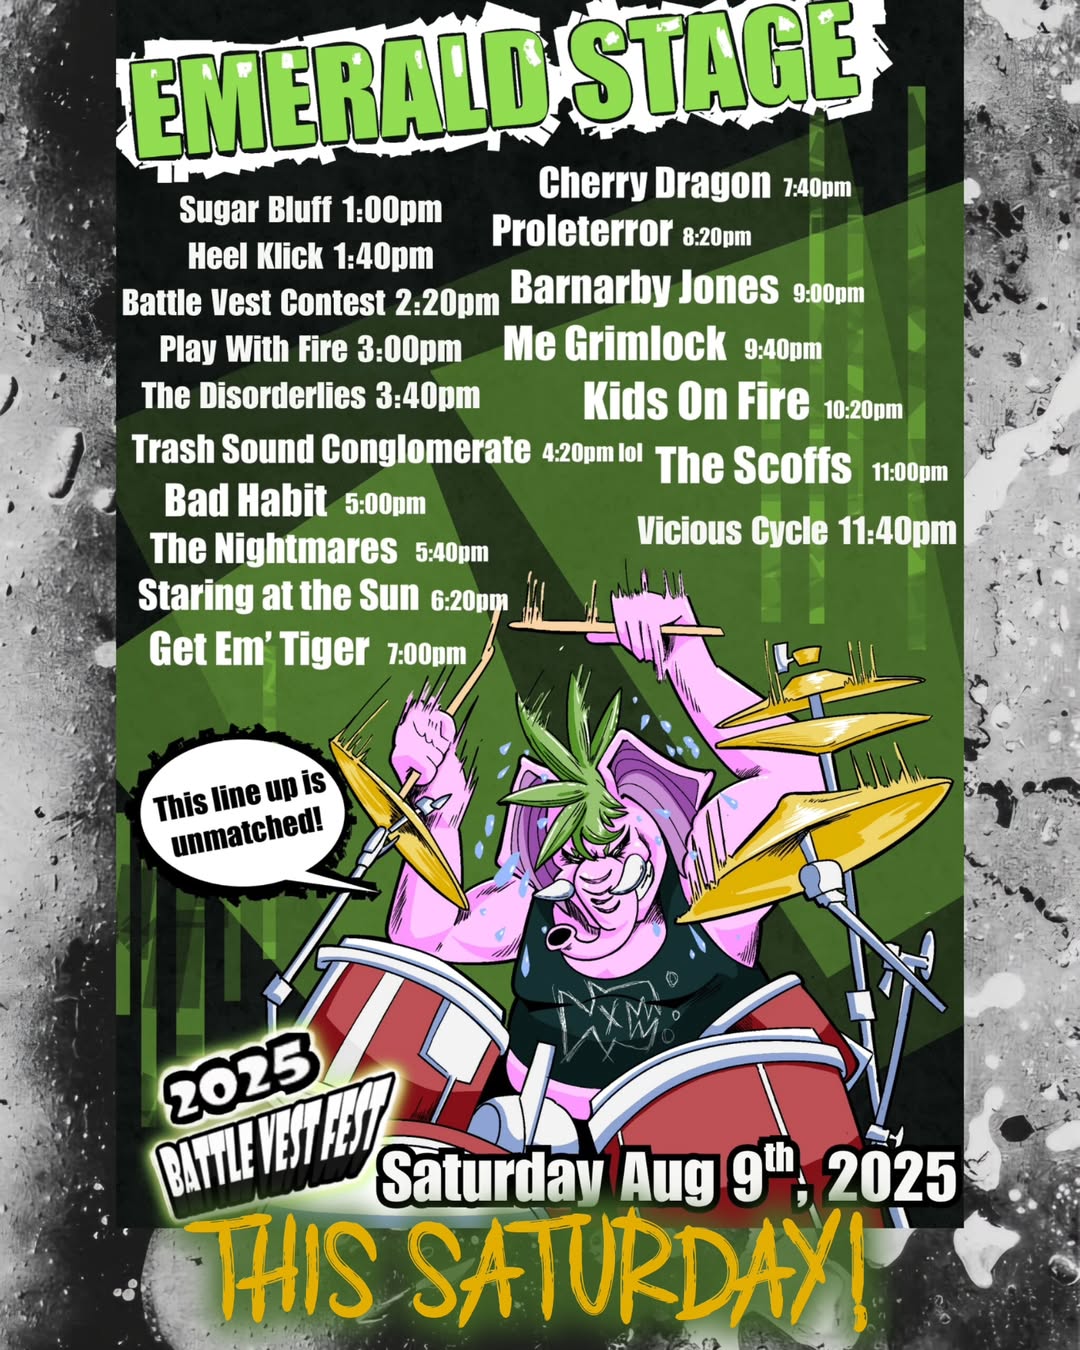 EMERALD STAGE
Sugar Bluff 1:00pm
Heel Klick 1:40pm
Battle Vest Contest 2:20pm
Play With Fire 3:00pm
The Disorderlies 3:40pm
Trash Sound Conglomerate 4:20pm lol
Bad Habit 5:00pm
The Nightmares 5:40pm
Staring at the Sun 6:20pm
Get Em' Tiger 7:00pm
Cherry Dragon 7:40pm
Proleterror 8:20pm
Barnarby Jones 9:00pm
Me Grimlock 9:40pm
Kids On Fire 10:20pm
The Scoffs 11:00pm
Vicious Cycle 11:40pm
This line up is
unmatched!
2025
BATTLE VEST FEST
Saturday Aug 9th, 2025
THIS SATURDAY!